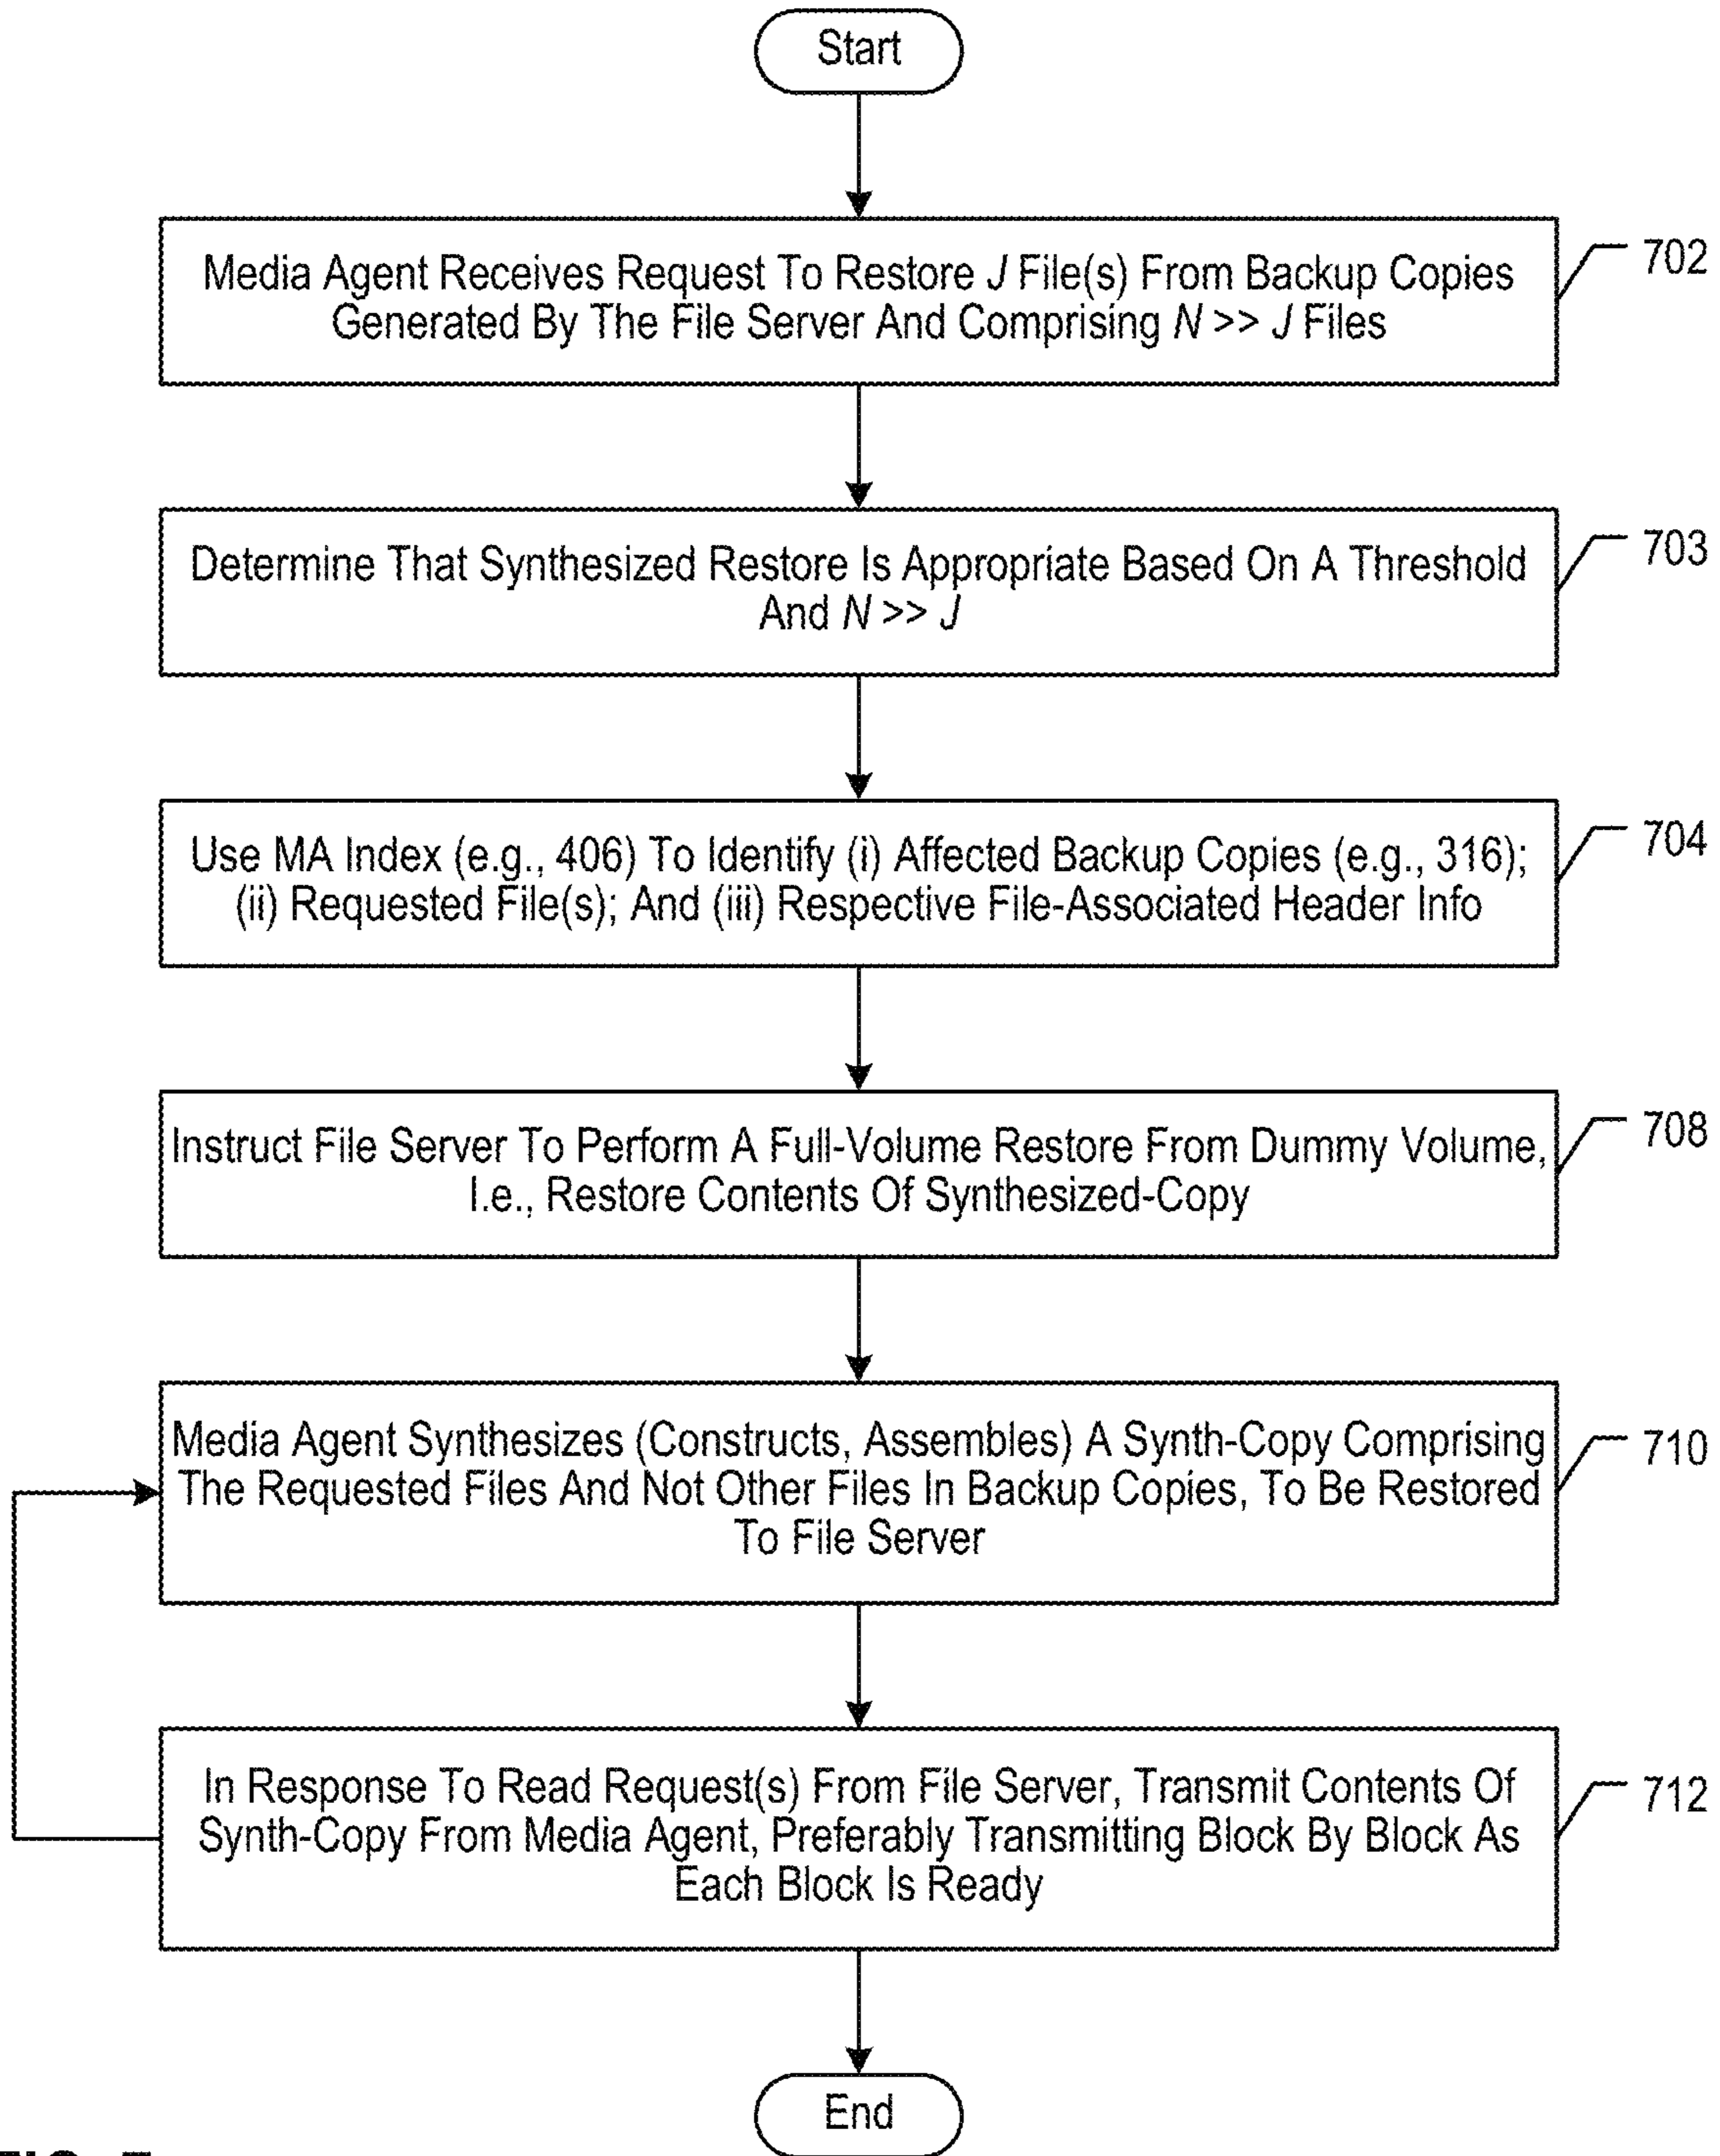 Start
Media Agent Receives Request To Restore J File(s) From Backup Copies
Generated By The File Server And Comprising N >> J Files
702
Determine That Synthesized Restore Is Appropriate Based On A Threshold
And N >> J
703
Use MA Index (e.g., 406) To Identify (i) Affected Backup Copies (e.g., 316);
(ii) Requested File(s); And (iii) Respective File-Associated Header Info
704
Instruct File Server To Perform A Full-Volume Restore From Dummy Volume,
I.e., Restore Contents Of Synthesized-Copy
708
Media Agent Synthesizes (Constructs, Assembles) A Synth-Copy Comprising
The Requested Files And Not Other Files In Backup Copies, To Be Restored
To File Server
710
In Response To Read Request(s) From File Server, Transmit Contents Of
Synth-Copy From Media Agent, Preferably Transmitting Block By Block As
Each Block Is Ready
712
End